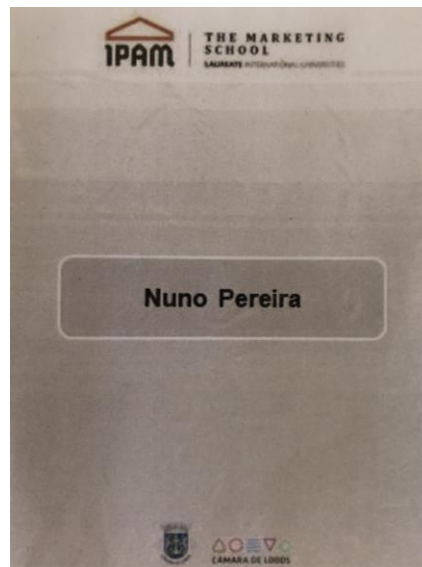 IPAM
THE MARKETING
SCHOOL
LAUREATE INTERNATIONAL UNIVERSITIES
Nuno Pereira
CÂMARA DE LOBOS